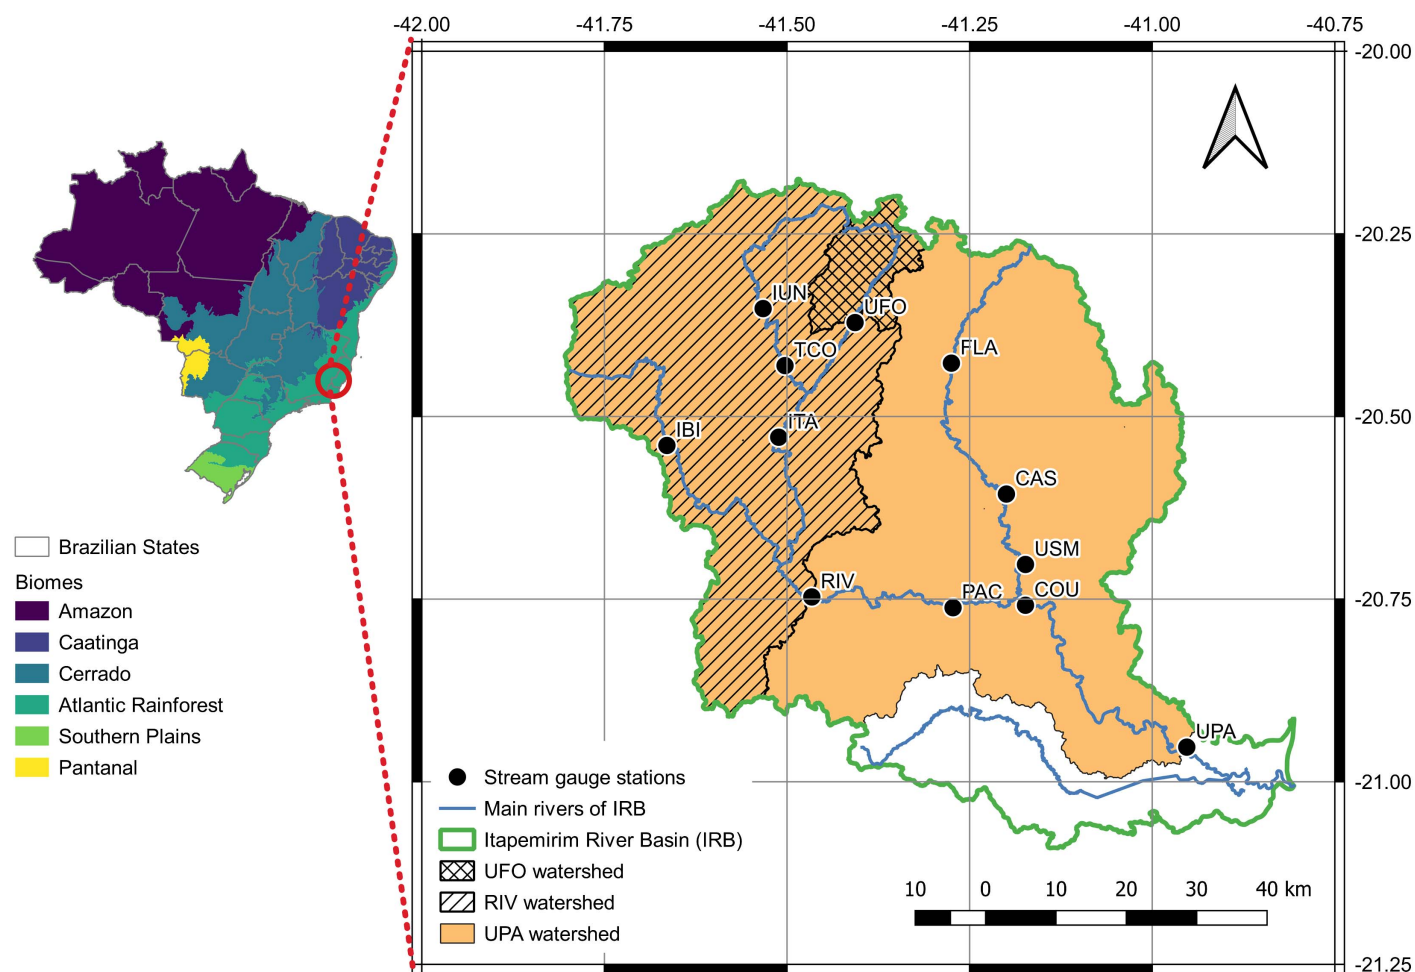 -42.00 -41.75 -41.50 -41.25 -41.00 -40.75
-20.00
-20.25
IUN
UFO
TCO
FLA
-20.50
ITA
IBI
CAS
USM
RIV
PAC
COU
-20.75
UPA
-21.00
-21.25
Brazilian States
Biomes
Amazon
Caatinga
Cerrado
Atlantic Rainforest
Southern Plains
Pantanal
Stream gauge stations
Main rivers of IRB
Itapemirim River Basin (IRB)
UFO watershed
RIV watershed
UPA watershed
10 0 10 20 30 40 km